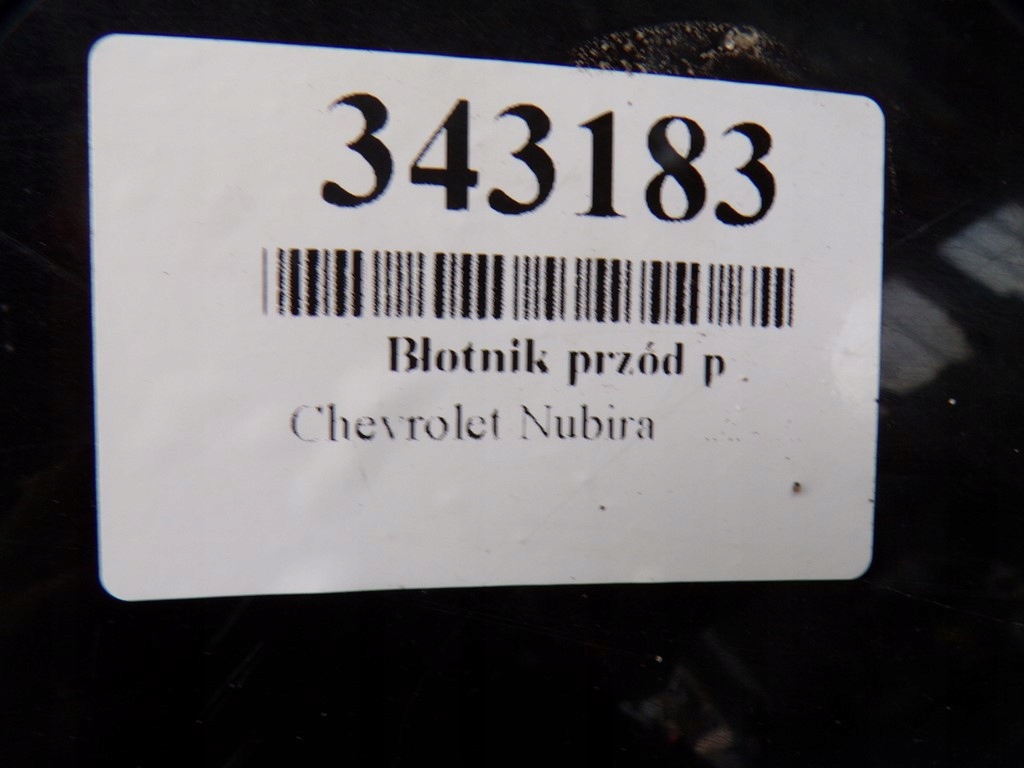 343183
Błotnik przód p
Chevrolet Nubira